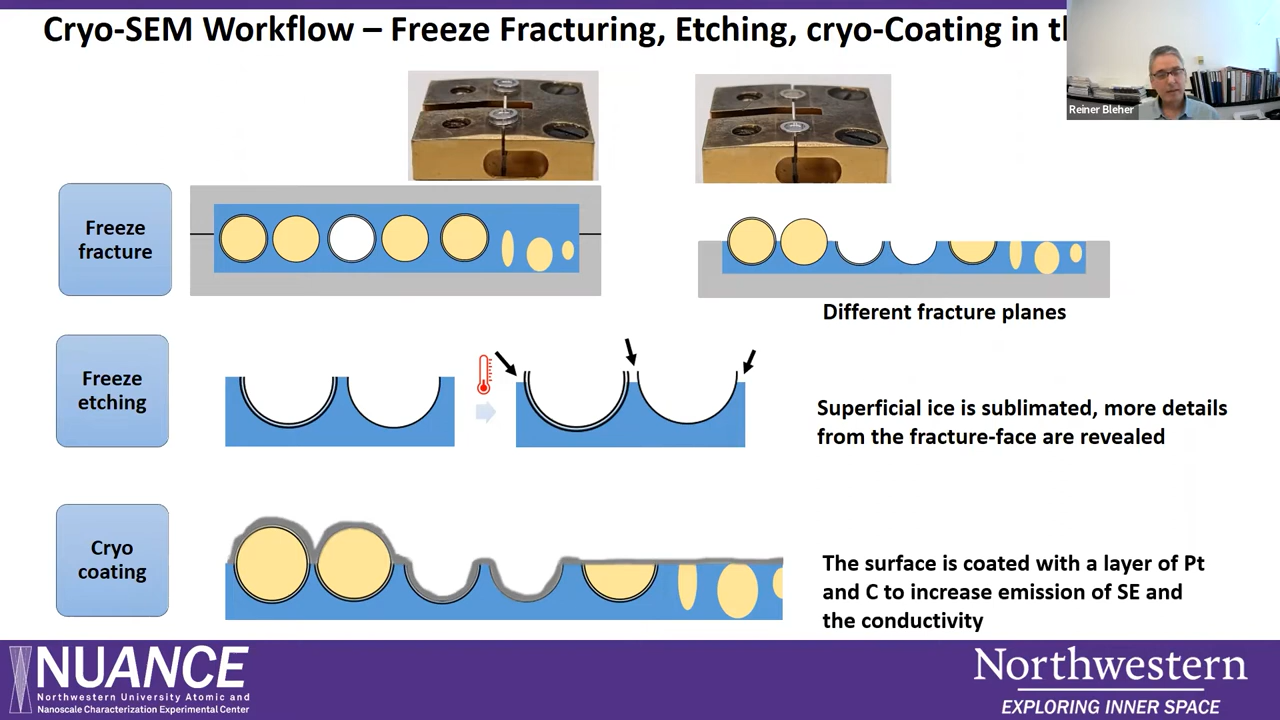 Cryo-SEM Workflow – Freeze Fracturing, Etching, cryo-Coating in
Reiner Bleher
Freeze
fracture
Different fracture planes
Freeze
etching
Superficial ice is sublimated, more details
from the fracture-face are revealed
Cryo
coating
The surface is coated with a layer of Pt
and C to increase emission of SE and
the conductivity
NUANCE
Northwestern University Atomic and
Nanoscale Characterization Experimental Center
Northwestern
EXPLORING INNER SPACE